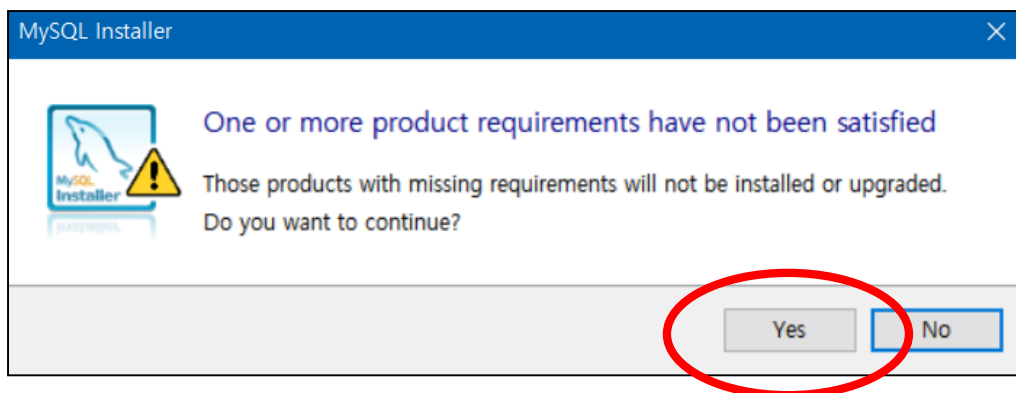 MySQL Installer
One or more product requirements have not been satisfied
MySQL
Installer
Those products with missing requirements will not be installed or upgraded.
Do you want to continue?
Yes
No